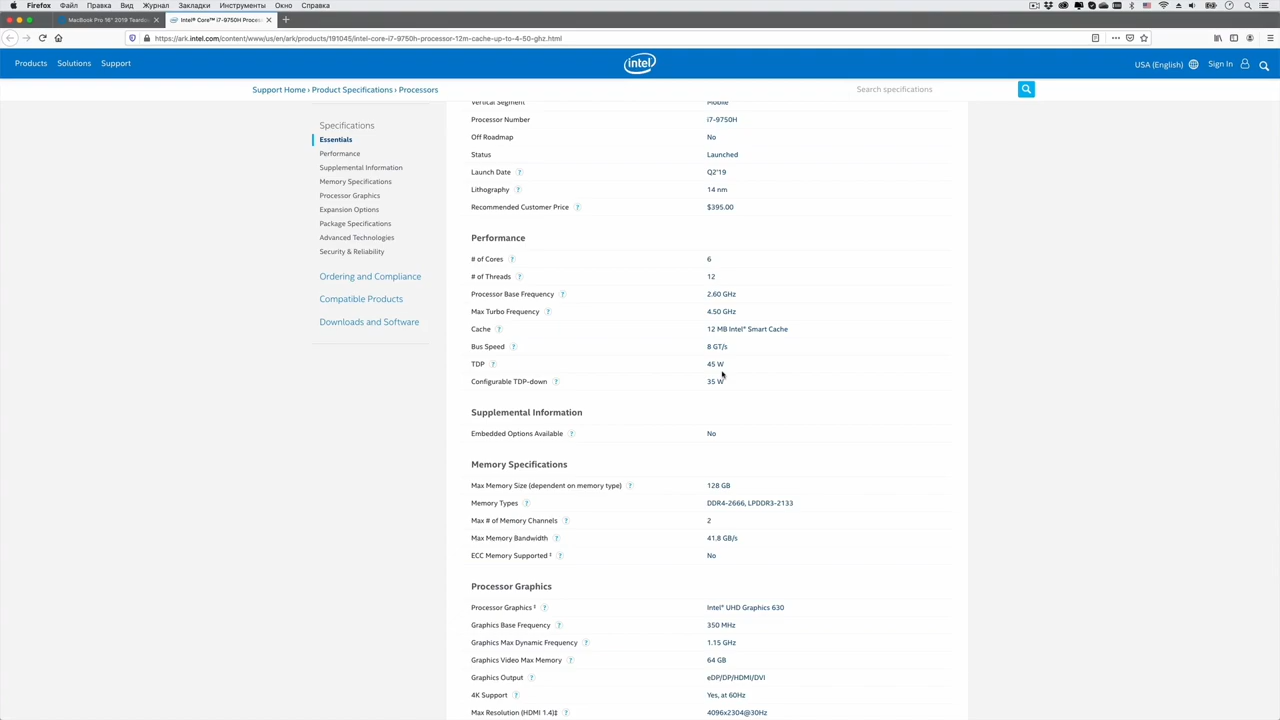 Firefox Файл Правка Вид Журнал Закладки Инструменты Окно Справка
MacBook Pro 16" 2019 Teardo
Intel® Core™ i7-9750H Proces
https://ark.intel.com/content/www/us/en/ark/products/191045/intel-core-i7-9750h-processor-12m-cache-up-to-4-50-ghz.html
Products Solutions Support
intel
USA (English) Sign In
Support Home › Product Specifications › Processors
Search specifications
Specifications
Essentials
Performance
Supplemental Information
Memory Specifications
Processor Graphics
Expansion Options
Package Specifications
Advanced Technologies
Security & Reliability
Ordering and Compliance
Compatible Products
Downloads and Software
Vertical Segment Mobile
Processor Number i7-9750H
Off Roadmap No
Status Launched
Launch Date ? Q2'19
Lithography ? 14 nm
Recommended Customer Price ? $395.00
Performance
# of Cores ? 6
# of Threads ? 12
Processor Base Frequency ? 2.60 GHz
Max Turbo Frequency ? 4.50 GHz
Cache ? 12 MB Intel® Smart Cache
Bus Speed ? 8 GT/s
TDP ? 45 W
Configurable TDP-down ? 35 W
Supplemental Information
Embedded Options Available ? No
Memory Specifications
Max Memory Size (dependent on memory type) ? 128 GB
Memory Types ? DDR4-2666, LPDDR3-2133
Max # of Memory Channels ? 2
Max Memory Bandwidth ? 41.8 GB/s
ECC Memory Supported ‡ ? No
Processor Graphics
Processor Graphics ‡ ? Intel® UHD Graphics 630
Graphics Base Frequency ? 350 MHz
Graphics Max Dynamic Frequency ? 1.15 GHz
Graphics Video Max Memory ? 64 GB
Graphics Output ? eDP/DP/HDMI/DVI
4K Support ? Yes, at 60Hz
Max Resolution (HDMI 1.4)‡ ? 4096x2304@30Hz